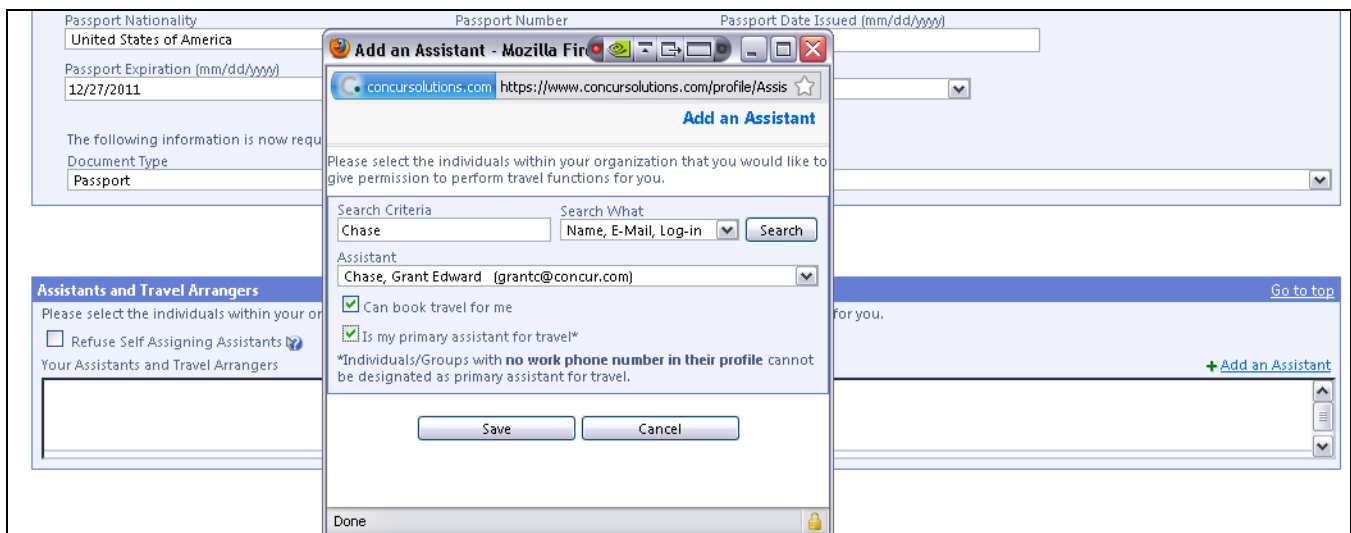 Passport Nationality
Passport Number
Passport Date Issued (mm/dd/yyyy)
United States of America
Passport Expiration (mm/dd/yyyy)
12/27/2011
The following information is now requ
Document Type
Passport
Add an Assistant - Mozilla Fir
concursolutions.com https://www.concursolutions.com/profile/Assis
Add an Assistant
Please select the individuals within your organization that you would like to
give permission to perform travel functions for you.
Search Criteria
Search What
Chase
Name, E-Mail, Log-in
Search
Assistant
Chase, Grant Edward (grantc@concur.com)
Can book travel for me
Is my primary assistant for travel*
*Individuals/Groups with no work phone number in their profile cannot
be designated as primary assistant for travel.
Save
Cancel
Done
Assistants and Travel Arrangers
Go to top
Please select the individuals within your or
for you.
Refuse Self Assigning Assistants
Your Assistants and Travel Arrangers
+ Add an Assistant